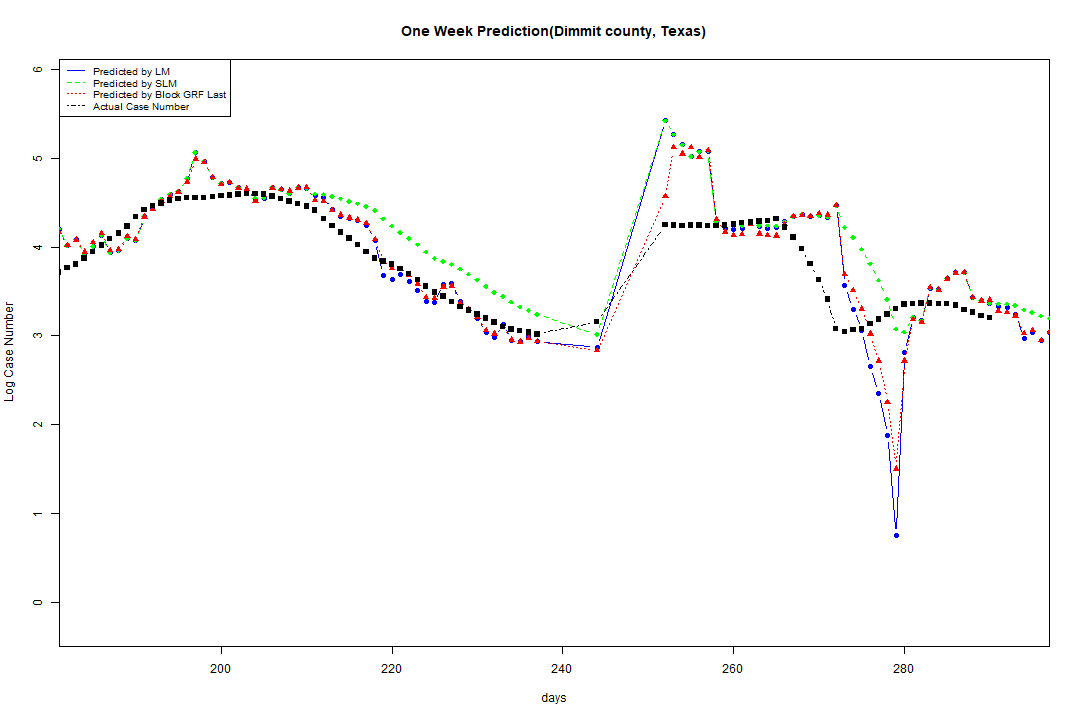 One Week Prediction(Dimmit county, Texas)
Predicted by LM
Predicted by SLM
Predicted by Block GRF Last
Actual Case Number
6
5
4
3
2
1
0
Log Case Number
200
220
240
260
280
days